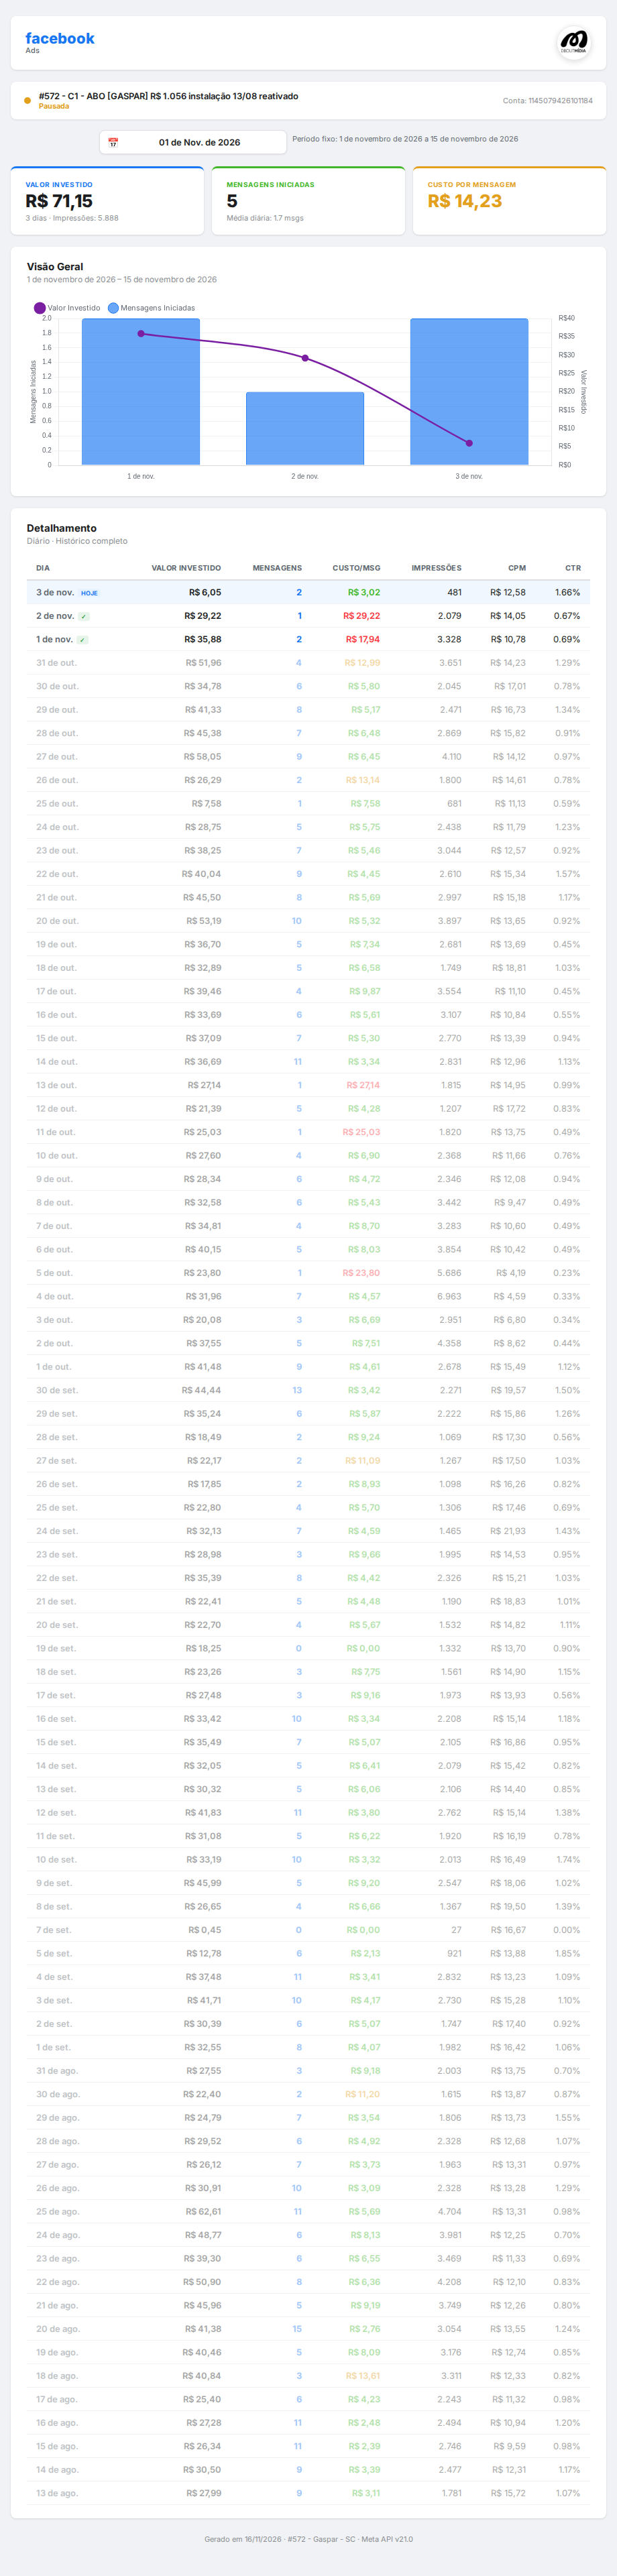 facebook
Ads
DEOLITMÍDIA
#572 - C1 - ABO [GASPAR] R$ 1.056 instalação 13/08 reativado
Pausada
Conta: 1145079426101184
01 de Nov. de 2026
Período fixo: 1 de novembro de 2026 a 15 de novembro de 2026
VALOR INVESTIDO
R$ 71,15
3 dias · Impressões: 5.888
MENSAGENS INICIADAS
5
Média diária: 1.7 msgs
CUSTO POR MENSAGEM
R$ 14,23
Visão Geral
1 de novembro de 2026 – 15 de novembro de 2026
Valor Investido Mensagens Iniciadas
Mensagens Iniciadas
2.0
1.8
1.6
1.4
1.2
1.0
0.8
0.6
0.4
0.2
0
R$40
R$35
R$30
R$25
R$20
R$15
R$10
R$5
R$0
Valor Investido
1 de nov. 2 de nov. 3 de nov.
Detalhamento
Diário · Histórico completo
DIA VALOR INVESTIDO MENSAGENS CUSTO/MSG IMPRESSÕES CPM CTR
3 de nov. HOJE R$ 6,05 2 R$ 3,02 481 R$ 12,58 1.66%
2 de nov. ✓ R$ 29,22 1 R$ 29,22 2.079 R$ 14,05 0.67%
1 de nov. ✓ R$ 35,88 2 R$ 17,94 3.328 R$ 10,78 0.69%
31 de out. R$ 51,96 4 R$ 12,99 3.651 R$ 14,23 1.29%
30 de out. R$ 34,78 6 R$ 5,80 2.045 R$ 17,01 0.78%
29 de out. R$ 41,33 8 R$ 5,17 2.471 R$ 16,73 1.34%
28 de out. R$ 45,38 7 R$ 6,48 2.869 R$ 15,82 0.91%
27 de out. R$ 58,05 9 R$ 6,45 4.110 R$ 14,12 0.97%
26 de out. R$ 26,29 2 R$ 13,14 1.800 R$ 14,61 0.78%
25 de out. R$ 7,58 1 R$ 7,58 681 R$ 11,13 0.59%
24 de out. R$ 28,75 5 R$ 5,75 2.438 R$ 11,79 1.23%
23 de out. R$ 38,25 7 R$ 5,46 3.044 R$ 12,57 0.92%
22 de out. R$ 40,04 9 R$ 4,45 2.610 R$ 15,34 1.57%
21 de out. R$ 45,50 8 R$ 5,69 2.997 R$ 15,18 1.17%
20 de out. R$ 53,19 10 R$ 5,32 3.897 R$ 13,65 0.92%
19 de out. R$ 36,70 5 R$ 7,34 2.681 R$ 13,69 0.45%
18 de out. R$ 32,89 5 R$ 6,58 1.749 R$ 18,81 1.03%
17 de out. R$ 39,46 4 R$ 9,87 3.554 R$ 11,10 0.45%
16 de out. R$ 33,69 6 R$ 5,61 3.107 R$ 10,84 0.55%
15 de out. R$ 37,09 7 R$ 5,30 2.770 R$ 13,39 0.94%
14 de out. R$ 36,69 11 R$ 3,34 2.831 R$ 12,96 1.13%
13 de out. R$ 27,14 1 R$ 27,14 1.815 R$ 14,95 0.99%
12 de out. R$ 21,39 5 R$ 4,28 1.207 R$ 17,72 0.83%
11 de out. R$ 25,03 1 R$ 25,03 1.820 R$ 13,75 0.49%
10 de out. R$ 27,60 4 R$ 6,90 2.368 R$ 11,66 0.76%
9 de out. R$ 28,34 6 R$ 4,72 2.346 R$ 12,08 0.94%
8 de out. R$ 32,58 6 R$ 5,43 3.442 R$ 9,47 0.49%
7 de out. R$ 34,81 4 R$ 8,70 3.283 R$ 10,60 0.49%
6 de out. R$ 40,15 5 R$ 8,03 3.854 R$ 10,42 0.49%
5 de out. R$ 23,80 1 R$ 23,80 5.686 R$ 4,19 0.23%
4 de out. R$ 31,96 7 R$ 4,57 6.963 R$ 4,59 0.33%
3 de out. R$ 20,08 3 R$ 6,69 2.951 R$ 6,80 0.34%
2 de out. R$ 37,55 5 R$ 7,51 4.358 R$ 8,62 0.44%
1 de out. R$ 41,48 9 R$ 4,61 2.678 R$ 15,49 1.12%
30 de set. R$ 44,44 13 R$ 3,42 2.271 R$ 19,57 1.50%
29 de set. R$ 35,24 6 R$ 5,87 2.222 R$ 15,86 1.26%
28 de set. R$ 18,49 2 R$ 9,24 1.069 R$ 17,30 0.56%
27 de set. R$ 22,17 2 R$ 11,09 1.267 R$ 17,50 1.03%
26 de set. R$ 17,85 2 R$ 8,93 1.098 R$ 16,26 0.82%
25 de set. R$ 22,80 4 R$ 5,70 1.306 R$ 17,46 0.69%
24 de set. R$ 32,13 7 R$ 4,59 1.465 R$ 21,93 1.43%
23 de set. R$ 28,98 3 R$ 9,66 1.995 R$ 14,53 0.95%
22 de set. R$ 35,39 8 R$ 4,42 2.326 R$ 15,21 1.03%
21 de set. R$ 22,41 5 R$ 4,48 1.190 R$ 18,83 1.01%
20 de set. R$ 22,70 4 R$ 5,67 1.532 R$ 14,82 1.11%
19 de set. R$ 18,25 0 R$ 0,00 1.332 R$ 13,70 0.90%
18 de set. R$ 23,26 3 R$ 7,75 1.561 R$ 14,90 1.15%
17 de set. R$ 27,48 3 R$ 9,16 1.973 R$ 13,93 0.56%
16 de set. R$ 33,42 10 R$ 3,34 2.208 R$ 15,14 1.18%
15 de set. R$ 35,49 7 R$ 5,07 2.105 R$ 16,86 0.95%
14 de set. R$ 32,05 5 R$ 6,41 2.079 R$ 15,42 0.82%
13 de set. R$ 30,32 5 R$ 6,06 2.106 R$ 14,40 0.85%
12 de set. R$ 41,83 11 R$ 3,80 2.762 R$ 15,14 1.38%
11 de set. R$ 31,08 5 R$ 6,22 1.920 R$ 16,19 0.78%
10 de set. R$ 33,19 10 R$ 3,32 2.013 R$ 16,49 1.74%
9 de set. R$ 45,99 5 R$ 9,20 2.547 R$ 18,06 1.02%
8 de set. R$ 26,65 4 R$ 6,66 1.367 R$ 19,50 1.39%
7 de set. R$ 0,45 0 R$ 0,00 27 R$ 16,67 0.00%
5 de set. R$ 12,78 6 R$ 2,13 921 R$ 13,88 1.85%
4 de set. R$ 37,48 11 R$ 3,41 2.832 R$ 13,23 1.09%
3 de set. R$ 41,71 10 R$ 4,17 2.730 R$ 15,28 1.10%
2 de set. R$ 30,39 6 R$ 5,07 1.747 R$ 17,40 0.92%
1 de set. R$ 32,55 8 R$ 4,07 1.982 R$ 16,42 1.06%
31 de ago. R$ 27,55 3 R$ 9,18 2.003 R$ 13,75 0.70%
30 de ago. R$ 22,40 2 R$ 11,20 1.615 R$ 13,87 0.87%
29 de ago. R$ 24,79 7 R$ 3,54 1.806 R$ 13,73 1.55%
28 de ago. R$ 29,52 6 R$ 4,92 2.328 R$ 12,68 1.07%
27 de ago. R$ 26,12 7 R$ 3,73 1.963 R$ 13,31 0.97%
26 de ago. R$ 30,91 10 R$ 3,09 2.328 R$ 13,28 1.29%
25 de ago. R$ 62,61 11 R$ 5,69 4.704 R$ 13,31 0.98%
24 de ago. R$ 48,77 6 R$ 8,13 3.981 R$ 12,25 0.70%
23 de ago. R$ 39,30 6 R$ 6,55 3.469 R$ 11,33 0.69%
22 de ago. R$ 50,90 8 R$ 6,36 4.208 R$ 12,10 0.83%
21 de ago. R$ 45,96 5 R$ 9,19 3.749 R$ 12,26 0.80%
20 de ago. R$ 41,38 15 R$ 2,76 3.054 R$ 13,55 1.24%
19 de ago. R$ 40,46 5 R$ 8,09 3.176 R$ 12,74 0.85%
18 de ago. R$ 40,84 3 R$ 13,61 3.311 R$ 12,33 0.82%
17 de ago. R$ 25,40 6 R$ 4,23 2.243 R$ 11,32 0.98%
16 de ago. R$ 27,28 11 R$ 2,48 2.494 R$ 10,94 1.20%
15 de ago. R$ 26,34 11 R$ 2,39 2.746 R$ 9,59 0.98%
14 de ago. R$ 30,50 9 R$ 3,39 2.477 R$ 12,31 1.17%
13 de ago. R$ 27,99 9 R$ 3,11 1.781 R$ 15,72 1.07%
Gerado em 16/11/2026 · #572 - Gaspar - SC · Meta API v21.0